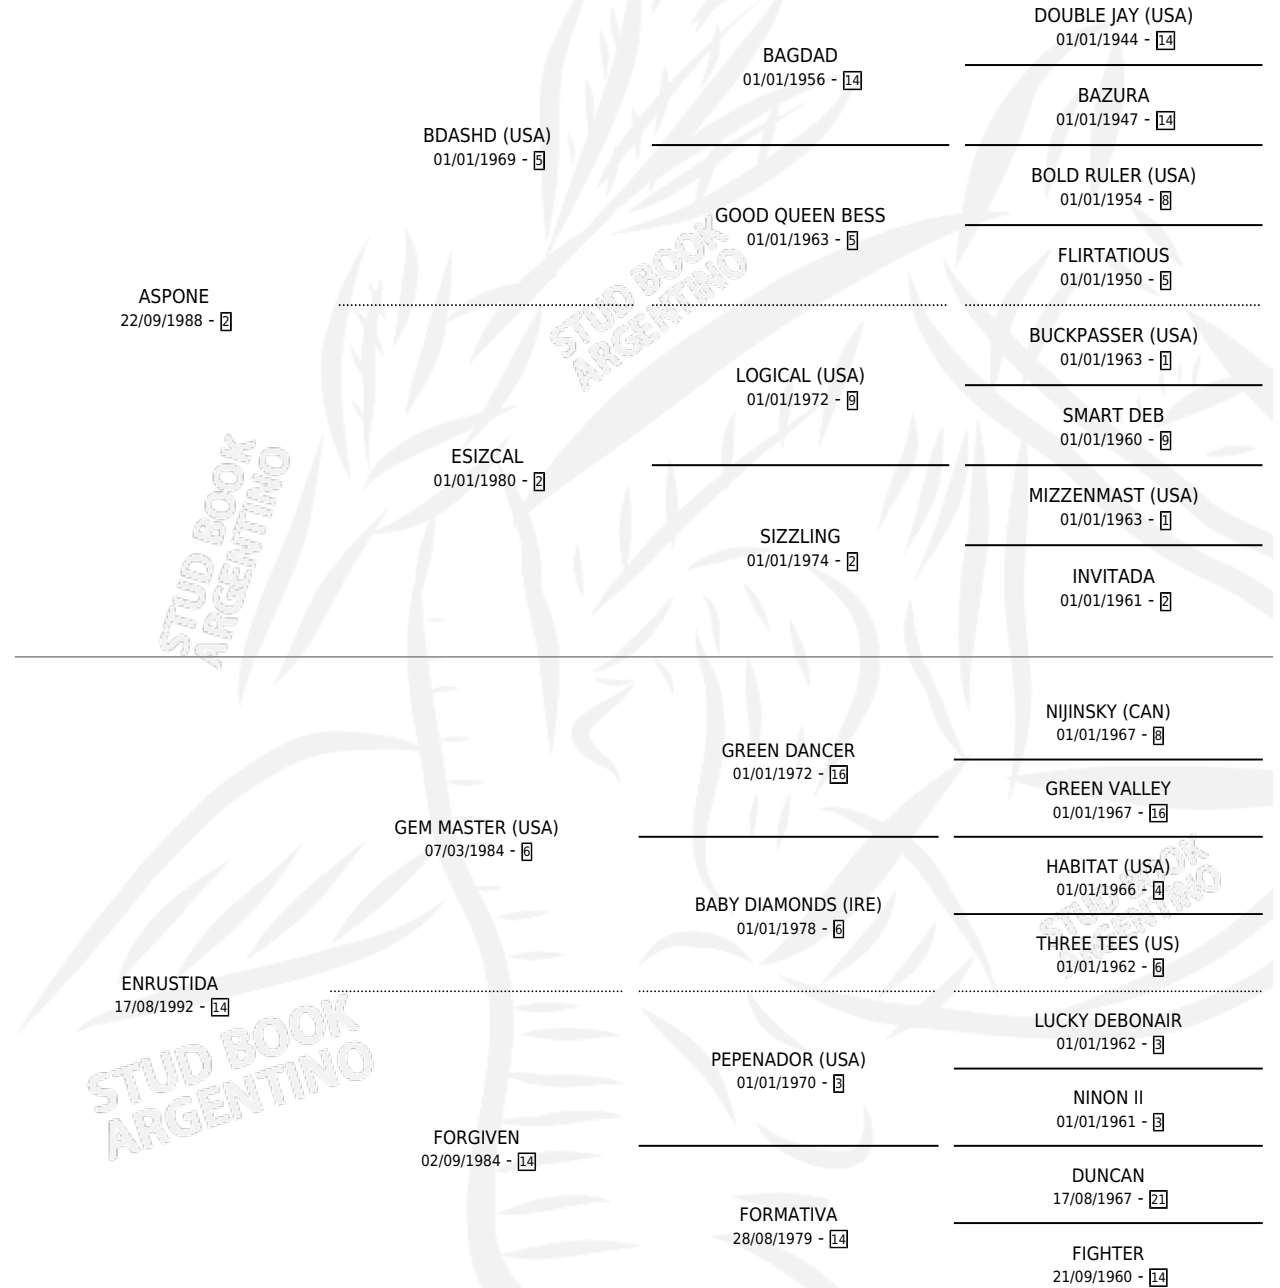 DOUBLE JAY (USA)
01/01/1944 - 14
BAGDAD
01/01/1956 - 14
BAZURA
01/01/1947 - 14
BDASHD (USA)
01/01/1969 - 5
BOLD RULER (USA)
01/01/1954 - 8
GOOD QUEEN BESS
01/01/1963 - 5
FLIRTATIOUS
01/01/1950 - 5
ASPONE
22/09/1988 - 2
STUD BOOK
ARGENTINO
BUCKPASSER (USA)
01/01/1963 - 1
LOGICAL (USA)
01/01/1972 - 9
SMART DEB
01/01/1960 - 9
ESIZCAL
01/01/1980 - 2
MIZZENMAST (USA)
01/01/1963 - 1
SIZZLING
01/01/1974 - 2
INVITADA
01/01/1961 - 2
STUD BOOK
ARGENTINO
NIJINSKY (CAN)
01/01/1967 - 8
GREEN DANCER
01/01/1972 - 16
GREEN VALLEY
01/01/1967 - 16
GEM MASTER (USA)
07/03/1984 - 6
HABITAT (USA)
01/01/1966 - 4
BABY DIAMONDS (IRE)
01/01/1978 - 6
THREE TEES (US)
01/01/1962 - 6
STUD BOOK
ARGENTINO
ENRUSTIDA
17/08/1992 - 14
LUCKY DEBONAIR
01/01/1962 - 3
PEPENADOR (USA)
01/01/1970 - 3
NINON II
01/01/1961 - 3
STUD BOOK
ARGENTINO
FORGIVEN
02/09/1984 - 14
DUNCAN
17/08/1967 - 21
FORMATIVA
28/08/1979 - 14
FIGHTER
21/09/1960 - 14